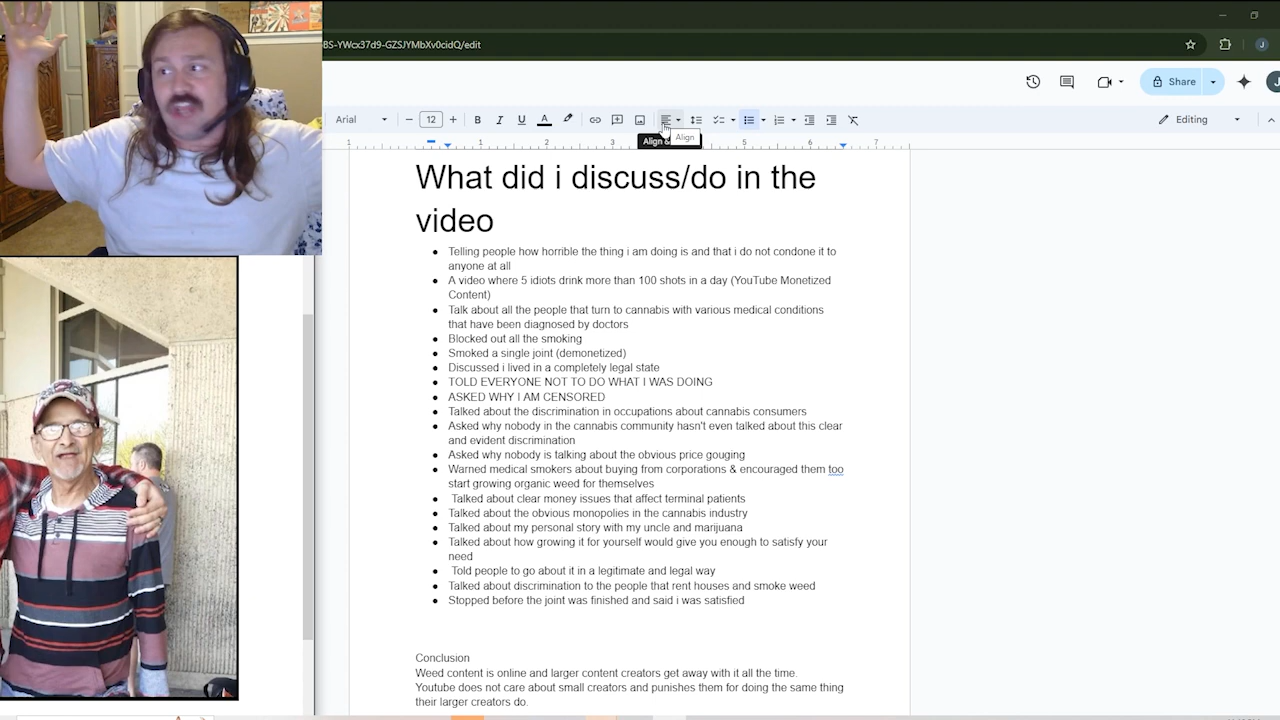 BS-YWcx37d9-GZSJYMbXv0cidQ/edit
Share
Arial
12
B I U A
Editing
Align
Align &
1 1 2 3 5 6 7
What did i discuss/do in the
video
Telling people how horrible the thing i am doing is and that i do not condone it to
anyone at all
A video where 5 idiots drink more than 100 shots in a day (YouTube Monetized
Content)
Talk about all the people that turn to cannabis with various medical conditions
that have been diagnosed by doctors
Blocked out all the smoking
Smoked a single joint (demonetized)
Discussed i lived in a completely legal state
TOLD EVERYONE NOT TO DO WHAT I WAS DOING
ASKED WHY I AM CENSORED
Talked about the discrimination in occupations about cannabis consumers
Asked why nobody in the cannabis community hasn't even talked about this clear
and evident discrimination
Asked why nobody is talking about the obvious price gouging
Warned medical smokers about buying from corporations & encouraged them too
start growing organic weed for themselves
Talked about clear money issues that affect terminal patients
Talked about the obvious monopolies in the cannabis industry
Talked about my personal story with my uncle and marijuana
Talked about how growing it for yourself would give you enough to satisfy your
need
Told people to go about it in a legitimate and legal way
Talked about discrimination to the people that rent houses and smoke weed
Stopped before the joint was finished and said i was satisfied
Conclusion
Weed content is online and larger content creators get away with it all the time.
Youtube does not care about small creators and punishes them for doing the same thing
their larger creators do.